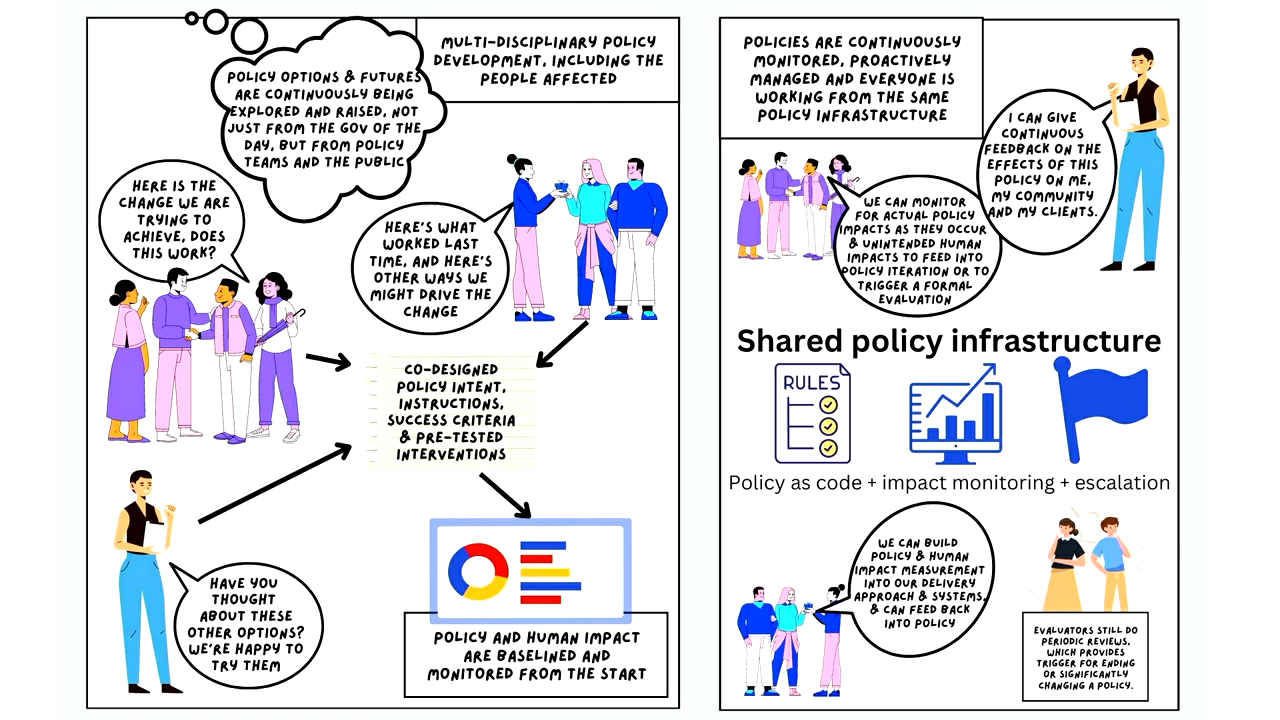 POLICY OPTIONS & FUTURES
ARE CONTINUOUSLY BEING
EXPLORED AND RAISED, NOT
JUST FROM THE GOV OF THE
DAY, BUT FROM POLICY
TEAMS AND THE PUBLIC
MULTI-DISCIPLINARY POLICY
DEVELOPMENT, INCLUDING THE
PEOPLE AFFECTED
HERE IS THE
CHANGE WE ARE
TRYING TO
ACHIEVE, DOES
THIS WORK?
HERE'S WHAT
WORKED LAST
TIME, AND HERE'S
OTHER WAYS WE
MIGHT DRIVE THE
CHANGE
CO-DESIGNED
POLICY INTENT,
INSTRUCTIONS,
SUCCESS CRITERIA
& PRE-TESTED
INTERVENTIONS
HAVE YOU
THOUGHT
ABOUT THESE
OTHER OPTIONS?
WE'RE HAPPY TO
TRY THEM
POLICY AND HUMAN IMPACT
ARE BASELINED AND
MONITORED FROM THE START
POLICIES ARE CONTINUOUSLY
MONITORED, PROACTIVELY
MANAGED AND EVERYONE IS
WORKING FROM THE SAME
POLICY INFRASTRUCTURE
I CAN GIVE
CONTINUOUS
FEEDBACK ON THE
EFFECTS OF THIS
POLICY ON ME,
MY COMMUNITY
AND MY CLIENTS.
WE CAN MONITOR
FOR ACTUAL POLICY
IMPACTS AS THEY OCCUR
& UNINTENDED HUMAN
IMPACTS TO FEED INTO
POLICY ITERATION OR TO
TRIGGER A FORMAL
EVALUATION
Shared policy infrastructure
RULES
Policy as code + impact monitoring + escalation
WE CAN BUILD
POLICY & HUMAN
IMPACT MEASUREMENT
INTO OUR DELIVERY
APPROACH & SYSTEMS,
& CAN FEED BACK
INTO POLICY
EVALUATORS STILL DO
PERIODIC REVIEWS,
WHICH PROVIDES
TRIGGER FOR ENDING
OR SIGNIFICANTLY
CHANGING A POLICY.